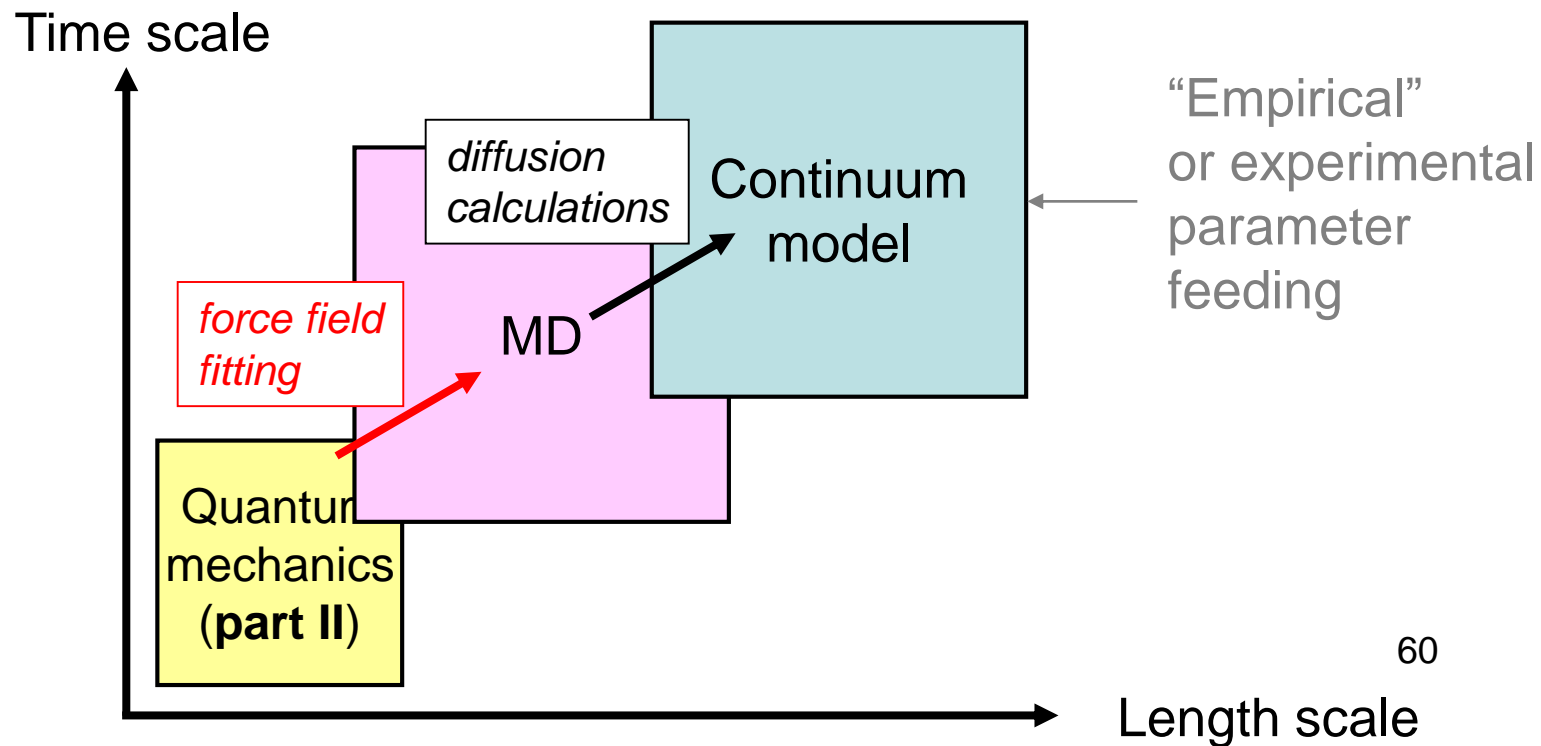 Time scale
“Empirical”
or experimental
parameter
feeding
diffusion
calculations
Continuum
model
force field
fitting
MD
Quantum
mechanics
(part II)
60
Length scale